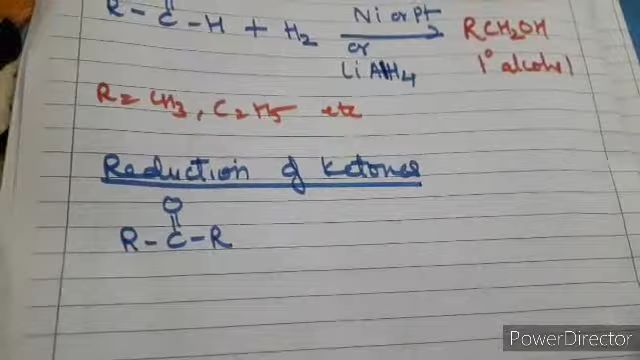 R - C - H + H2 Ni or Pt or LiAlH4 RCH2OH
1° alcohol
R = CH3, C2H5 etc
Reduction of Ketones
O
R - C - R
PowerDirector